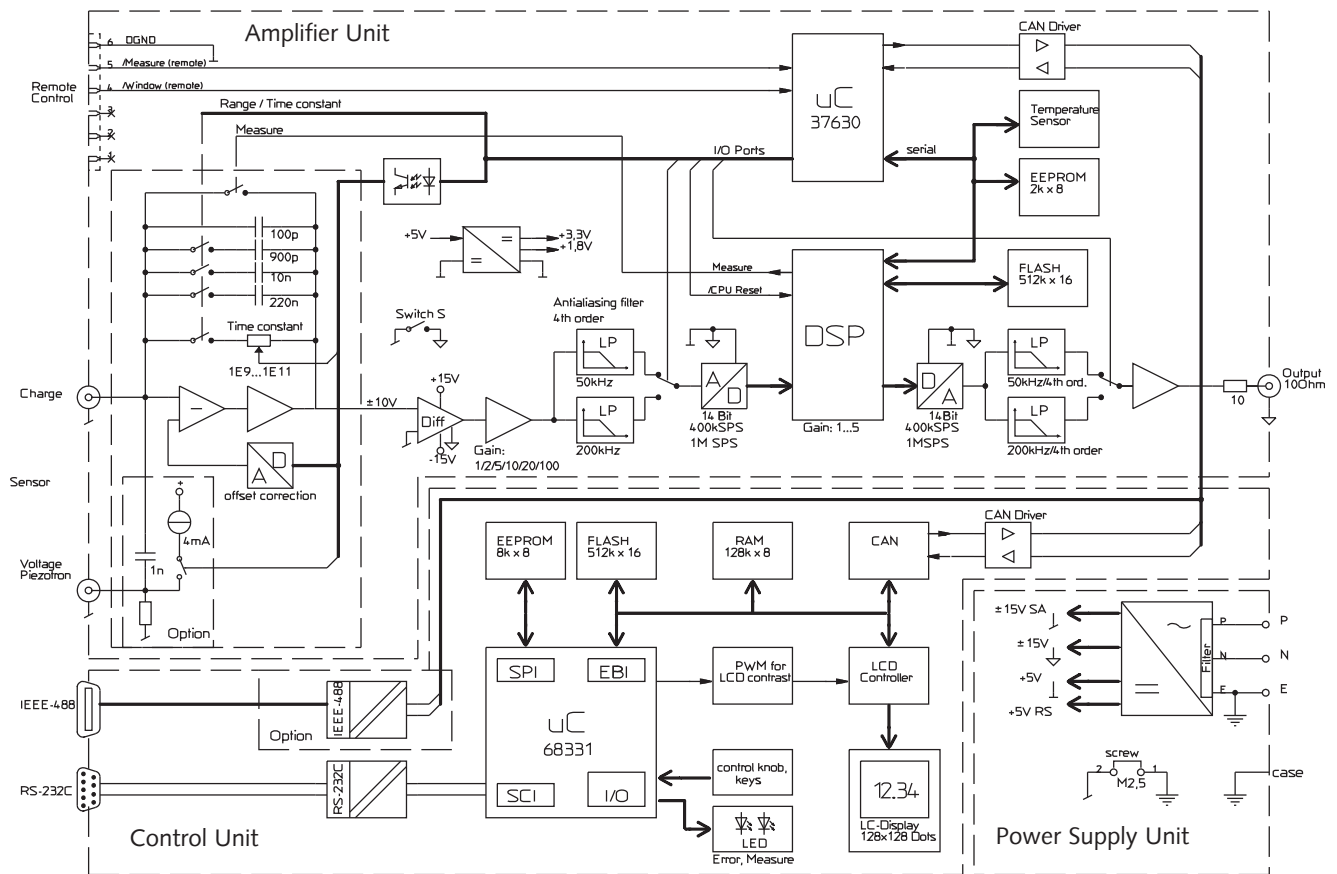 Amplifier Unit
CAN Driver
6 DGND
5 /Measure (remote)
4 /Window (remote)
3
2
1
Remote
Control
Range / Time constant
Measure
uC
37630
I/O Ports
serial
Temperature
Sensor
EEPROM
2k x 8
100p
900p
10n
220n
Time constant
1E9...1E11
+5V
=
=
+3,3V
+1,8V
Measure
/CPU Reset
FLASH
512k x 16
Switch S
Antialiasing filter
4th order
LP
50kHz
LP
200kHz
DSP
Gain: 1...5
LP
50kHz/4th ord.
LP
200kHz/4th order
Charge
–
±10V
+15V
Diff
-15V
Gain:
1/2/5/10/20/100
A
D
14 Bit
400kSPS
1M SPS
D
A
14Bit
400kSPS
1MSPS
10
Output
10Ohm
D
A
offset correction
Sensor
+
4mA
1n
Voltage
Piezotron
Option
EEPROM
8k x 8
FLASH
512k x 16
RAM
128k x 8
CAN
CAN Driver
SPI
EBI
uC
68331
SCI
I/O
PWM for
LCD contrast
LCD
Controller
IEEE-488
IEEE-488
Option
RS-232C
RS-232C
control knob,
keys
LED
Error, Measure
12.34
LC-Display
128x128 Dots
Control Unit
±15V SA
±15V
+5V
+5V RS
~
=
Filter
P
N
E
P
N
E
screw
2
1
M2,5
case
Power Supply Unit